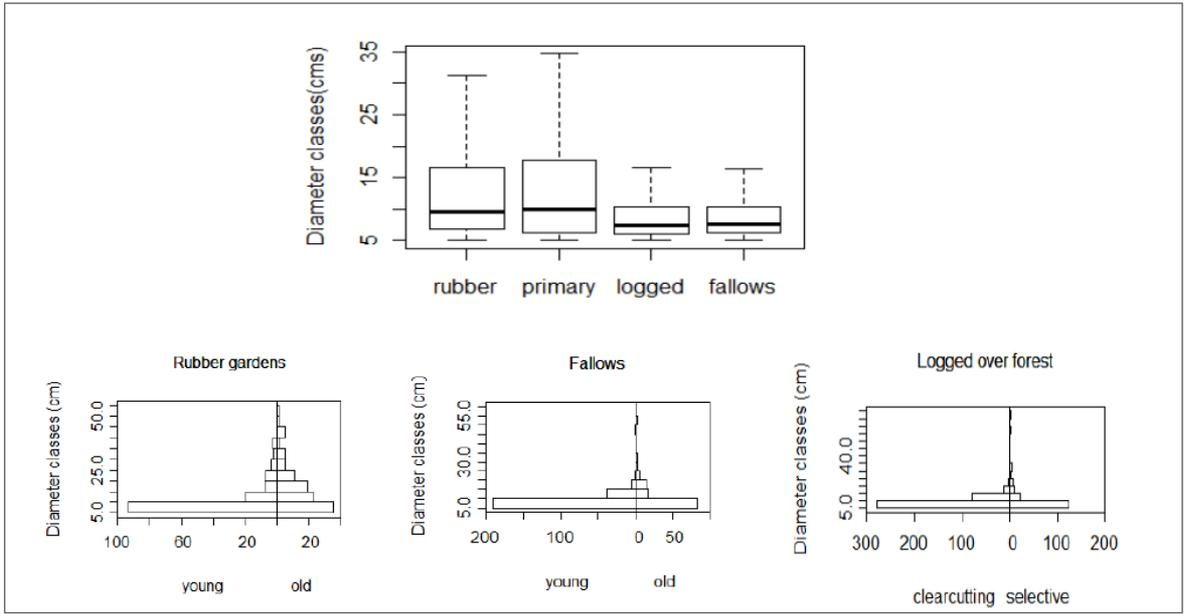 Diameter classes(cms)
35
25
15
5
rubber primary logged fallows
Rubber gardens
Diameter classes (cm)
50.0
25.0
5.0
100 60 20 20
young old
Fallows
Diameter classes (cm)
55.0
30.0
5.0
200 100 0 50
young old
Logged over forest
Diameter classes (cm)
40.0
5.0
300 200 100 0 100 200
clearcutting selective